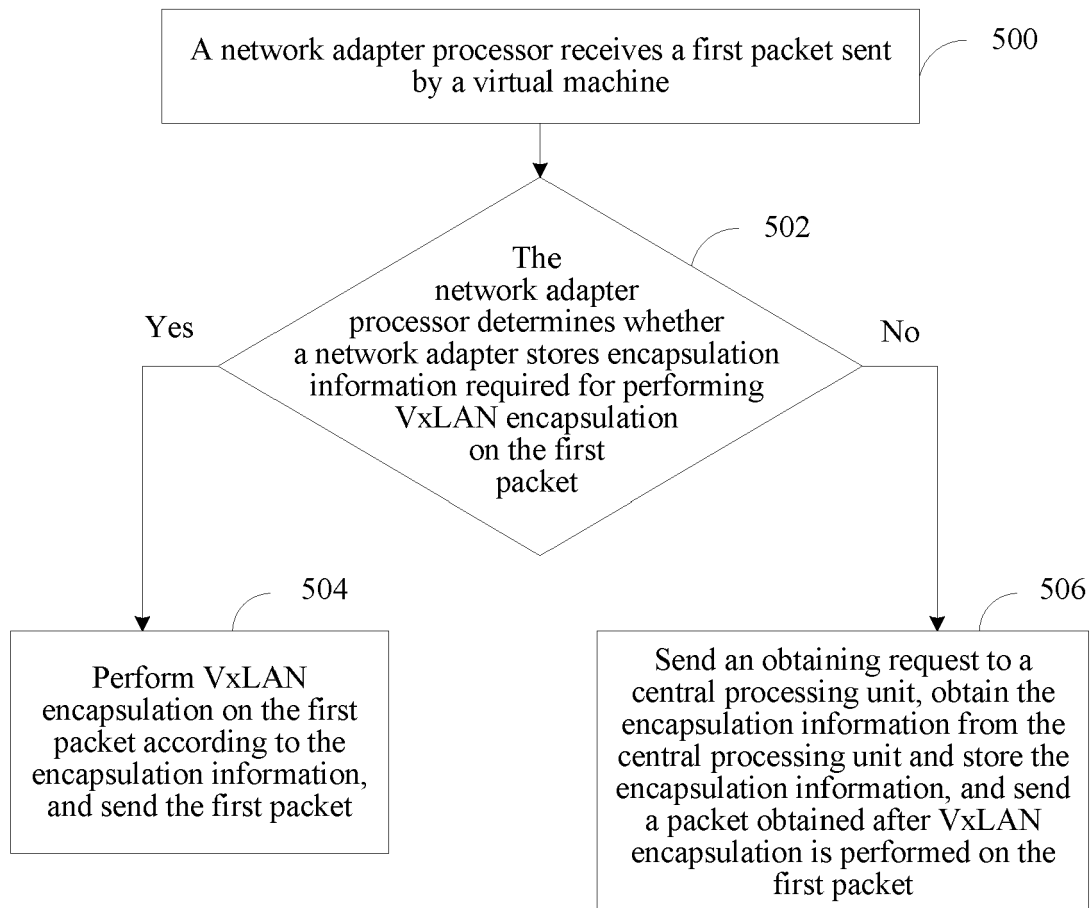 A network adapter processor receives a first packet sent
by a virtual machine
500
502
The
network adapter
processor determines whether
a network adapter stores encapsulation
information required for performing
VxLAN encapsulation
on the first
packet
Yes
No
504
Perform VxLAN
encapsulation on the first
packet according to the
encapsulation information,
and send the first packet
506
Send an obtaining request to a
central processing unit, obtain the
encapsulation information from the
central processing unit and store the
encapsulation information, and send
a packet obtained after VxLAN
encapsulation is performed on the
first packet